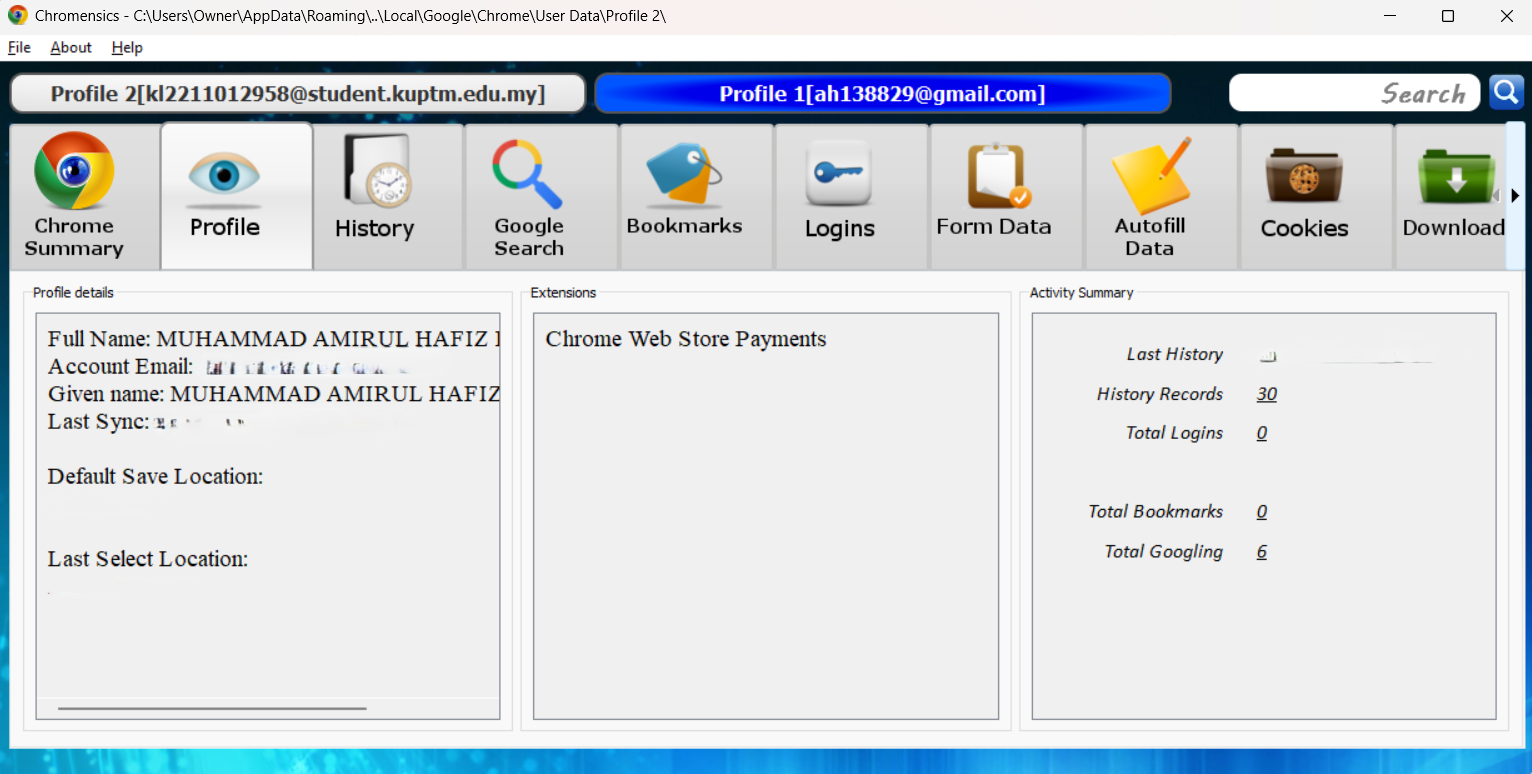 Chromensics - C:\Users\Owner\AppData\Roaming\..\Local\Google\Chrome\User Data\Profile 2\
File About Help
Profile 2[kl2211012958@student.kuptm.edu.my] Profile 1[ah138829@gmail.com] Search
Chrome Summary
Profile
History
Google Search
Bookmarks
Logins
Form Data
Autofill Data
Cookies
Download
Profile details
Full Name: MUHAMMAD AMIRUL HAFIZ
Account Email:
Given name: MUHAMMAD AMIRUL HAFIZ
Last Sync:
Default Save Location:
Last Select Location:
Extensions
Chrome Web Store Payments
Activity Summary
Last History
History Records 30
Total Logins 0
Total Bookmarks 0
Total Googling 6